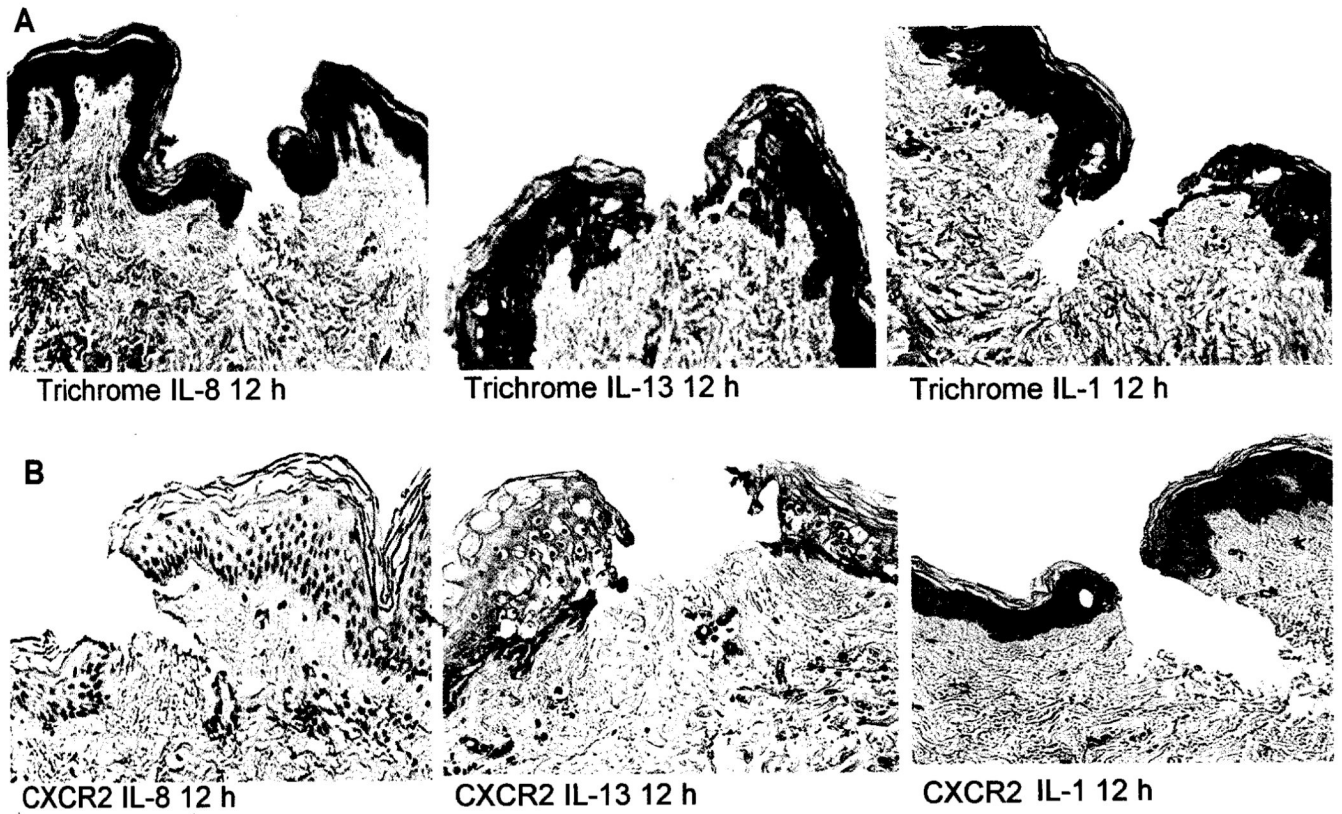 A
Trichrome IL-8 12 h
Trichrome IL-13 12 h
Trichrome IL-1 12 h
B
CXCR2 IL-8 12 h
CXCR2 IL-13 12 h
CXCR2 IL-1 12 h